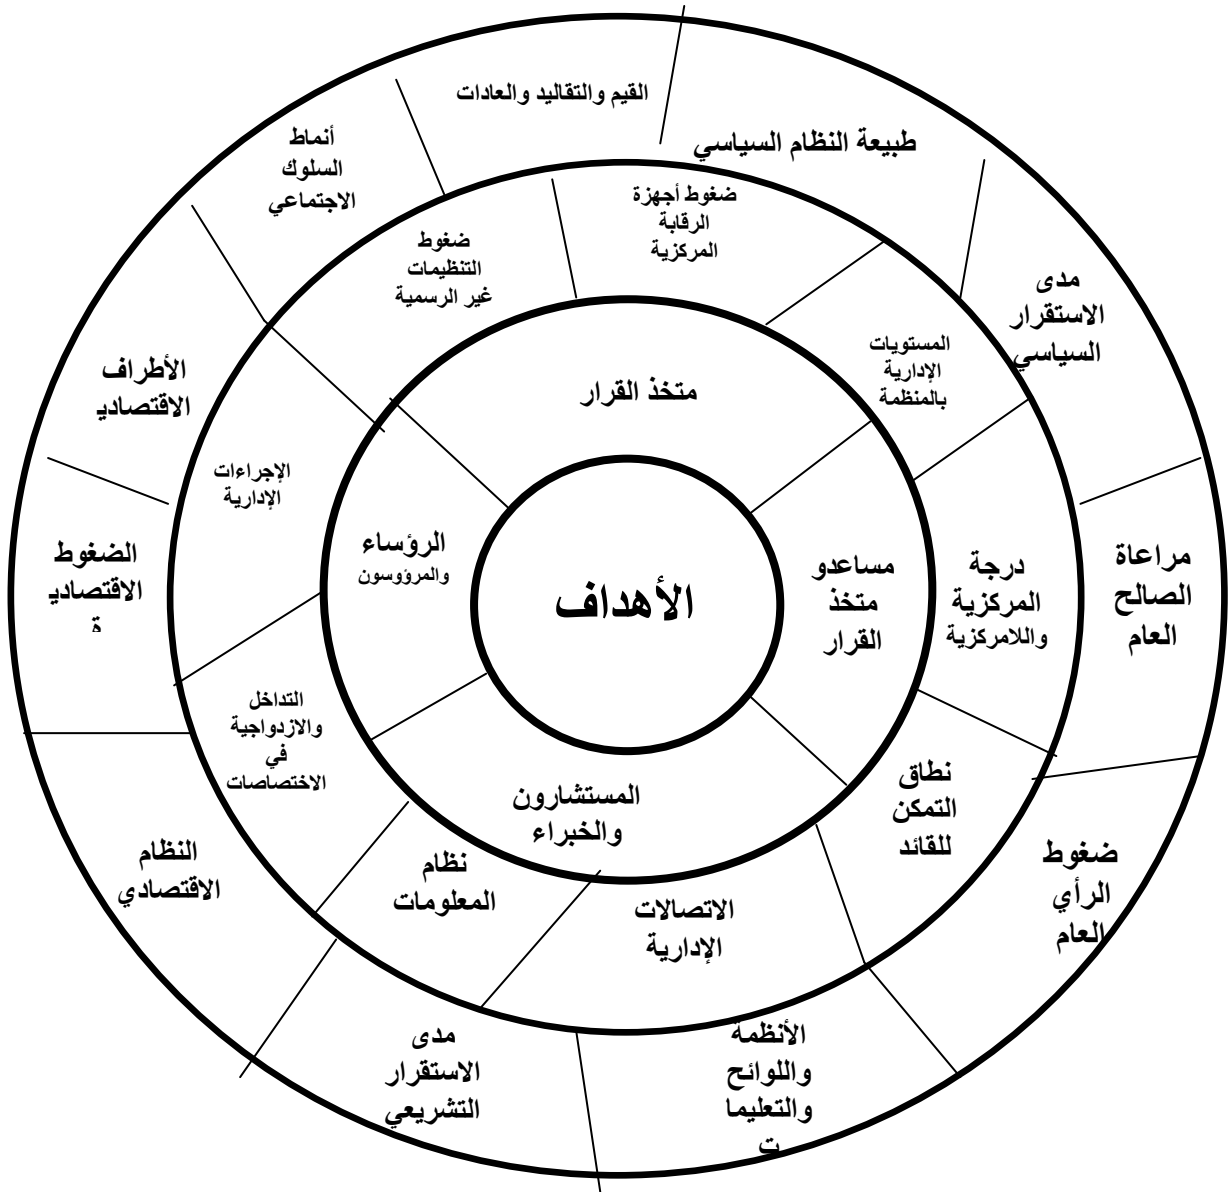 القيم والتقاليد والعادات
طبيعة النظام السياسي
أنماط
السلوك
الاجتماعي
ضغوط أجهزة
الرقابة
المركزية
ضغوط
التنظيمات
غير الرسمية
مدى
الاستقرار
السياسي
المستويات
الإدارية
بالمنظمة
الأطراف
الاقتصادي
متخذ القرار
الإجراءات
الإدارية
الضغوط
الاقتصادي
ة
الرؤساء
والمرؤوسون
الأهداف
مساعدو
متخذ
القرار
درجة
المركزية
واللامركزية
مراعاة
الصالح
العام
التداخل
والازدواجية
في
الاختصاصات
المستشارون
والخبراء
نطاق
التمكن
للقائد
النظام
الاقتصادي
نظام
المعلومات
الاتصالات
الإدارية
ضغوط
الرأي
العام
مدى
الاستقرار
التشريعي
الأنظمة
واللوائح
والتعليما
ت